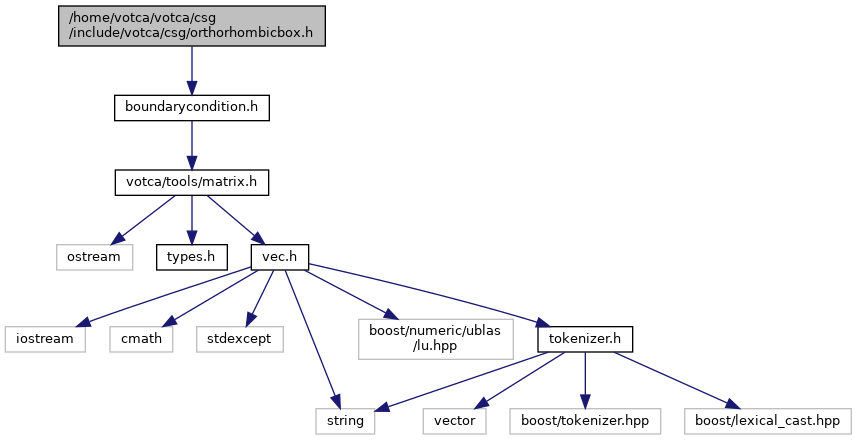 /home/votca/votca/csg
/include/votca/csg/orthorhombicbox.h
boundarycondition.h
votca/tools/matrix.h
ostream
types.h
vec.h
iostream
cmath
stdexcept
boost/numeric/ublas
/lu.hpp
tokenizer.h
string
vector
boost/tokenizer.hpp
boost/lexical_cast.hpp